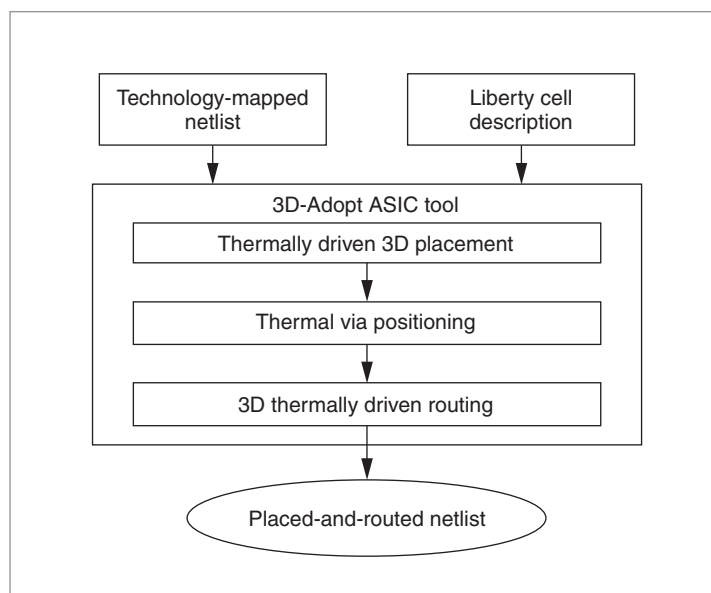 Technology-mapped
netlist
Liberty cell
description
3D-Adopt ASIC tool
Thermally driven 3D placement
Thermal via positioning
3D thermally driven routing
Placed-and-routed netlist